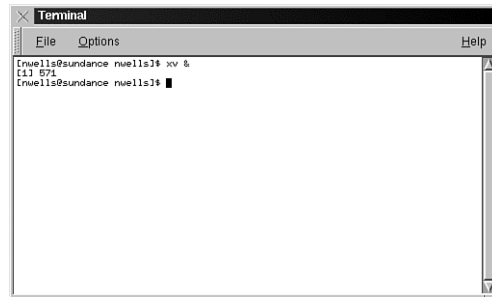 Terminal
File Options Help
[nwells@sundance nwells]$ xv &
[1] 571
[nwells@sundance nwells]$